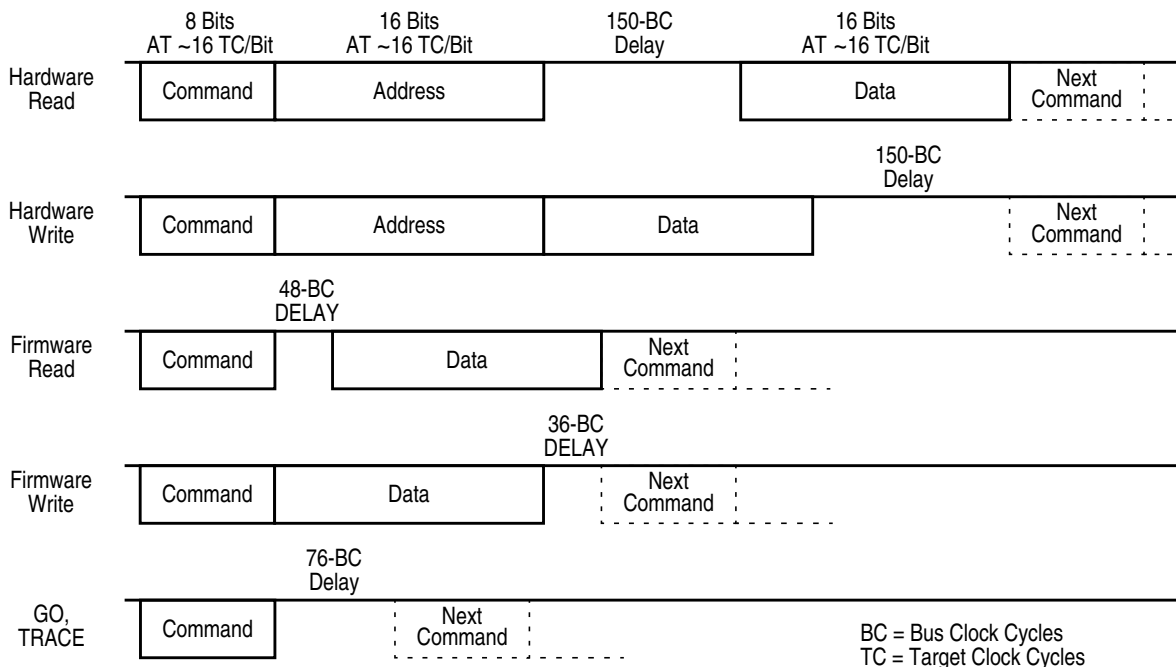 8 Bits
AT ~16 TC/Bit
16 Bits
AT ~16 TC/Bit
150-BC
Delay
16 Bits
AT ~16 TC/Bit
Hardware
Read
Command
Address
Data
Next
Command
150-BC
Delay
Hardware
Write
Command
Address
Data
Next
Command
48-BC
DELAY
Firmware
Read
Command
Data
Next
Command
36-BC
DELAY
Firmware
Write
Command
Data
Next
Command
76-BC
Delay
GO,
TRACE
Command
Next
Command
BC = Bus Clock Cycles
TC = Target Clock Cycles